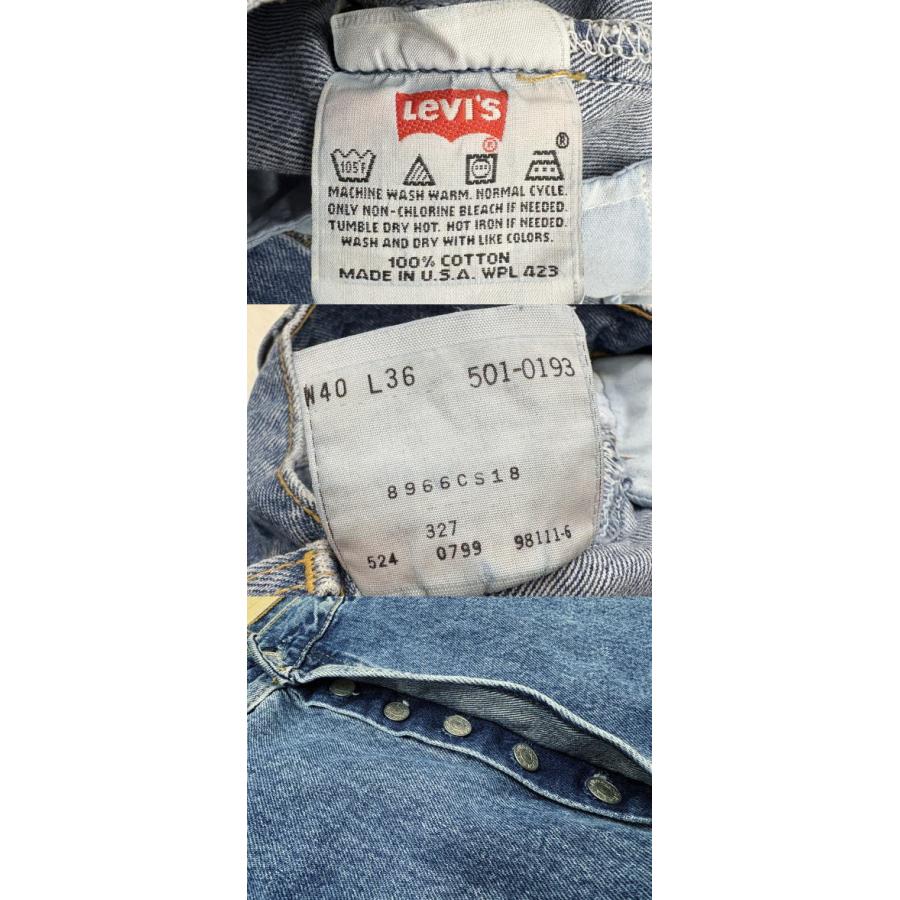 LEVI'S
®
®
105°F
MACHINE WASH WARM. NORMAL CYCLE.
ONLY NON-CHLORINE BLEACH IF NEEDED.
TUMBLE DRY HOT. HOT IRON IF NEEDED.
WASH AND DRY WITH LIKE COLORS.
100% COTTON
MADE IN U.S.A. WPL 423
W40 L36 501-0193
8966CS18
327
524 0799 98111-6